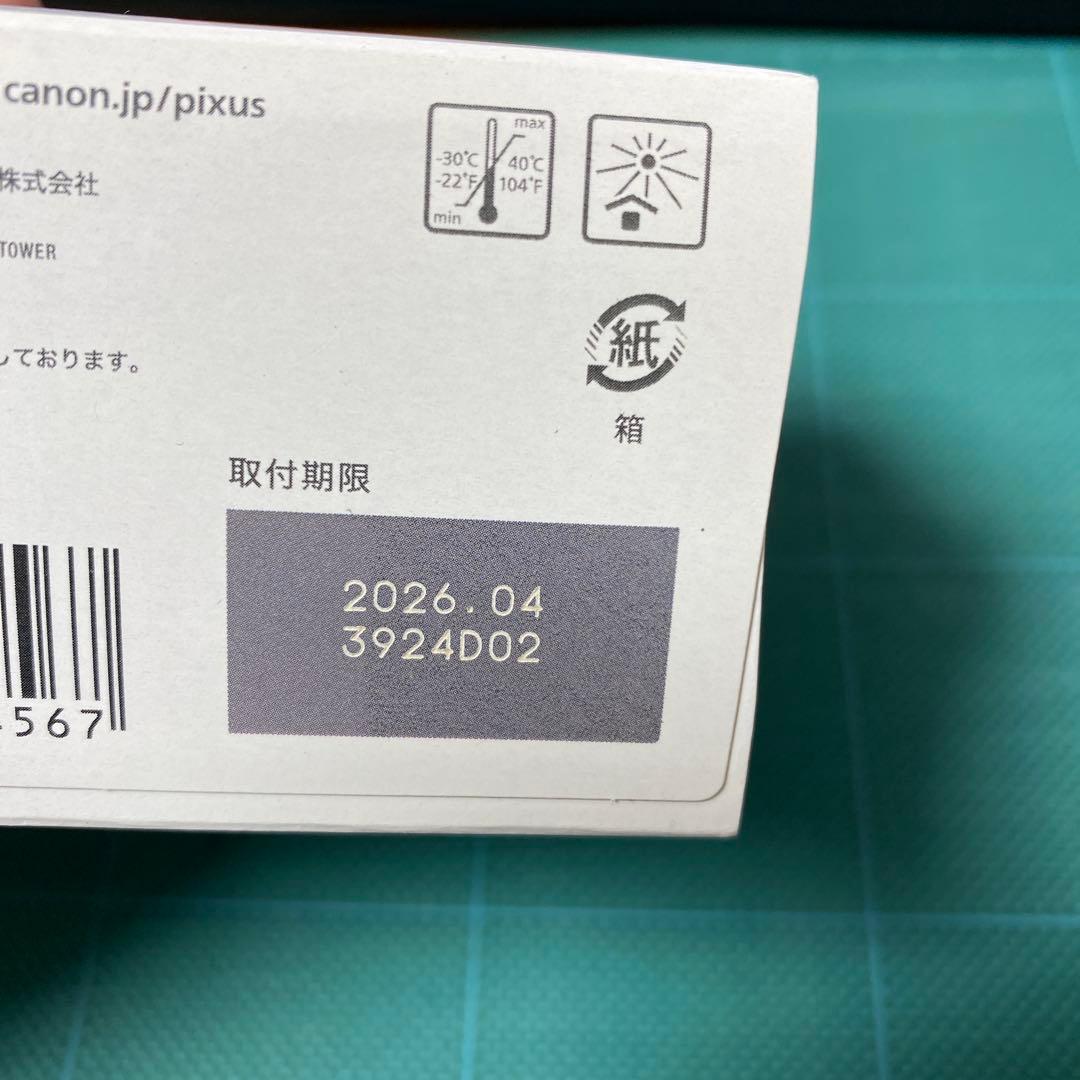 canon.jp/pixus
max
-30°C 40°C
-22°F 104°F
min
株式会社
TOWER
紙
しております。
箱
取付期限
2026.04
3924D02
567